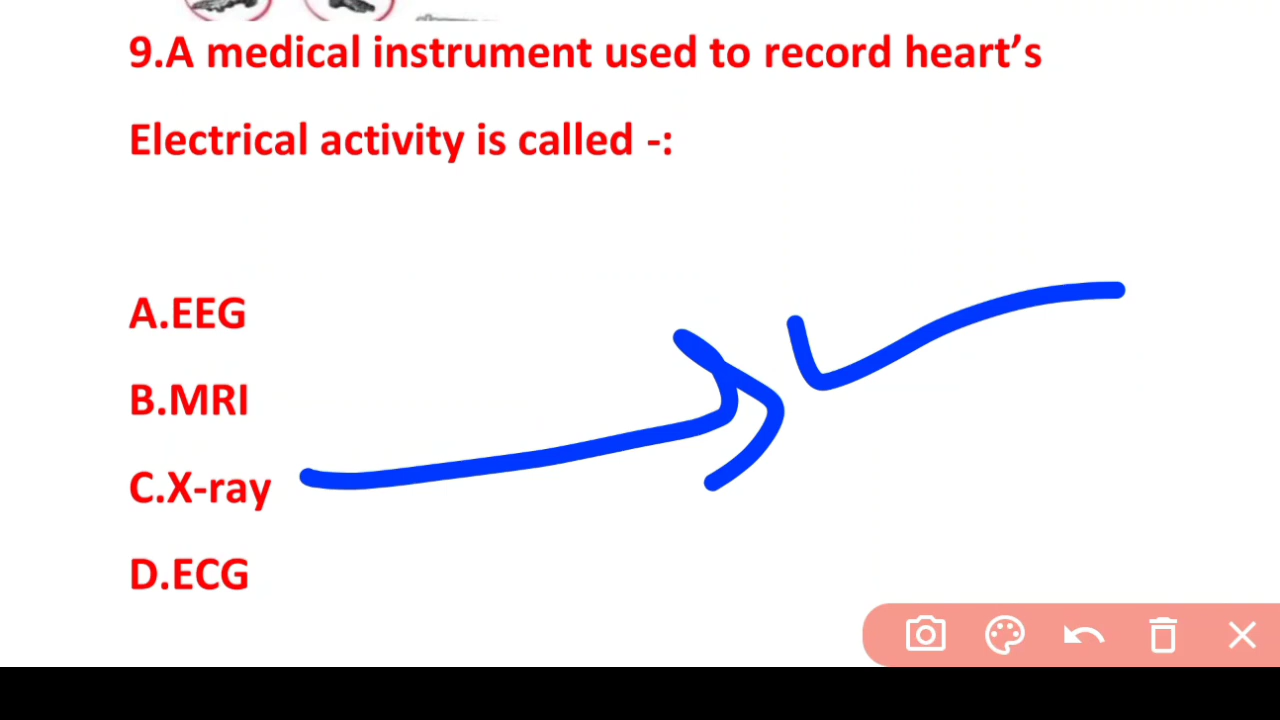 9.A medical instrument used to record heart’s
Electrical activity is called -:
A.EEG
B.MRI
C.X-ray
D.ECG